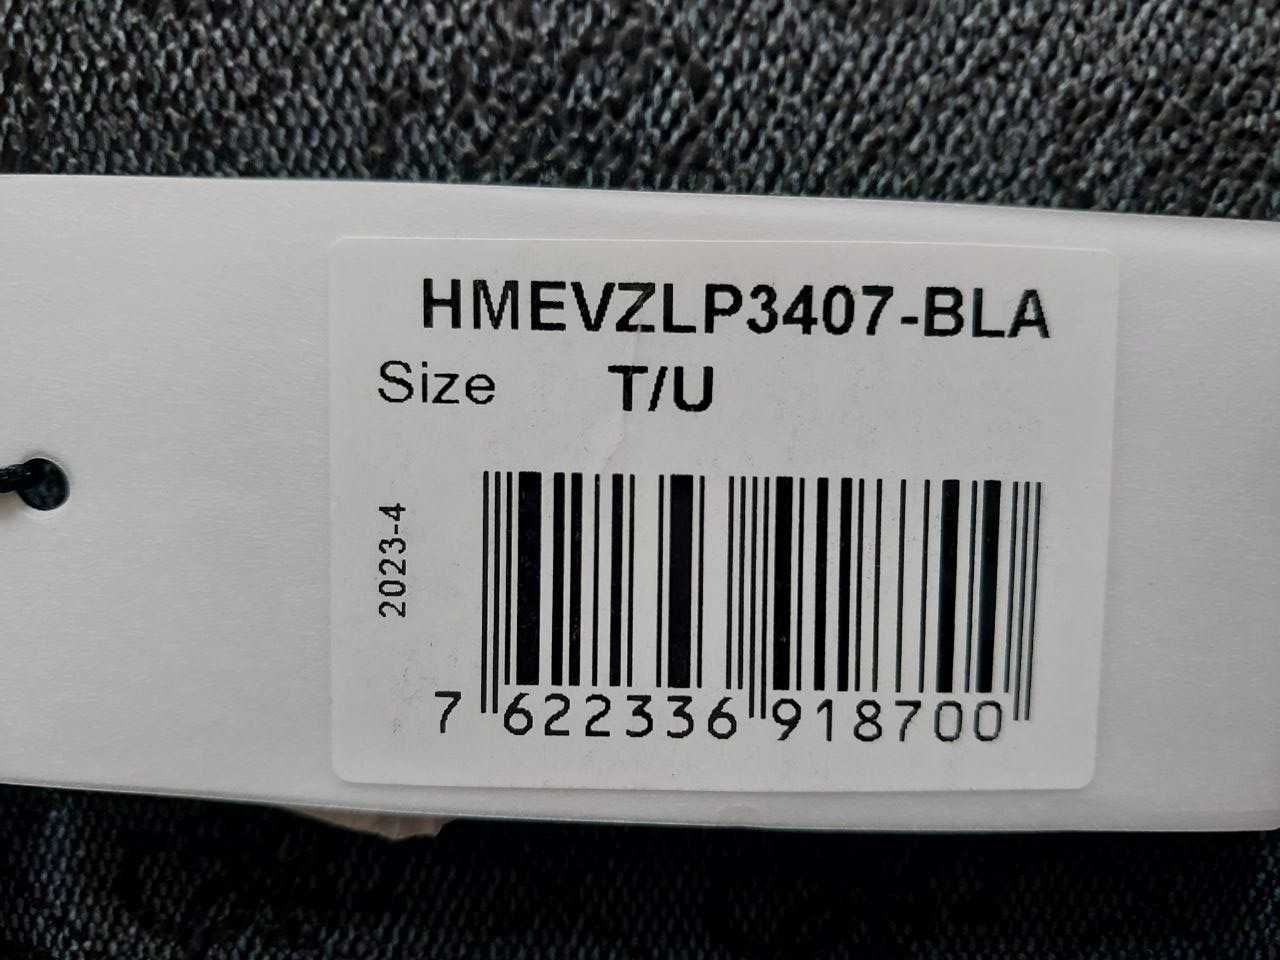 HMEVZLP3407-BLA
Size T/U
2023-4
7 622336 918700